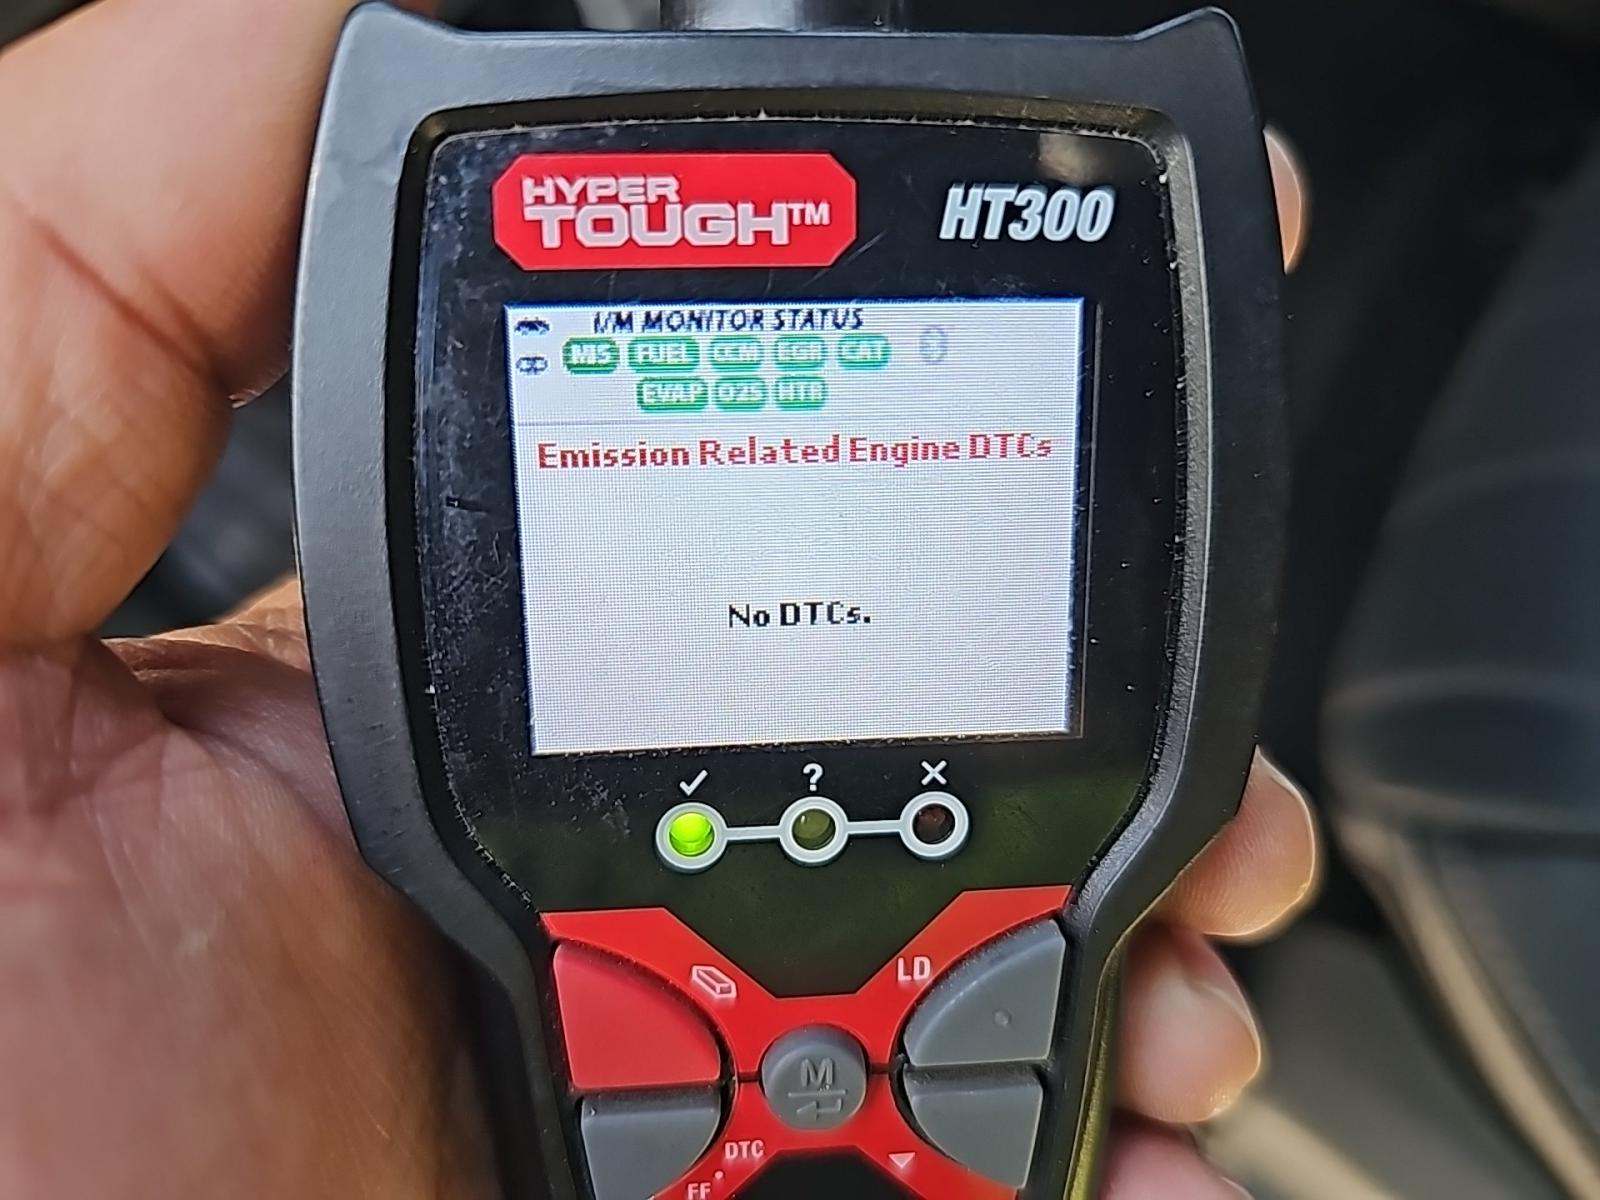 HYPER
TOUGH™
HT300
I/M MONITOR STATUS
MIS FUEL CCM EGR CAT
EVAP O2S HTR
Emission Related Engine DTCs
No DTCs.
✓ ? ✕
LD
M
DTC
FF